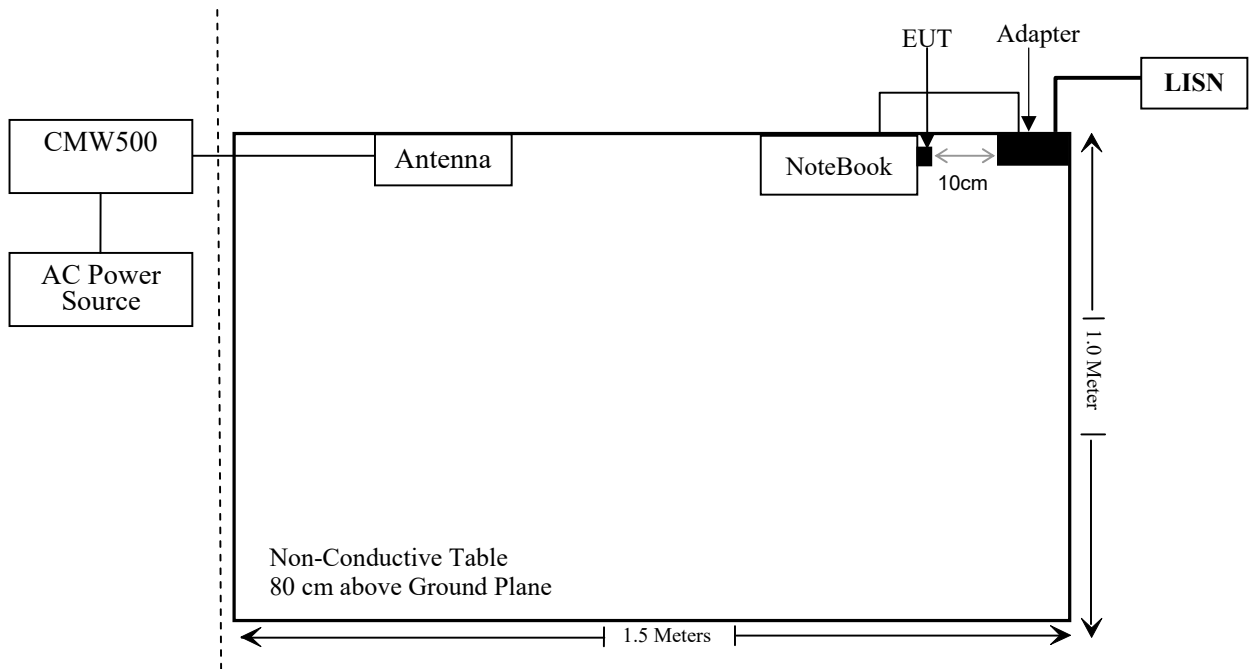 EUT
Adapter
LISN
CMW500
Antenna
NoteBook
10cm
AC Power
Source
1.0 Meter
Non-Conductive Table
80 cm above Ground Plane
1.5 Meters